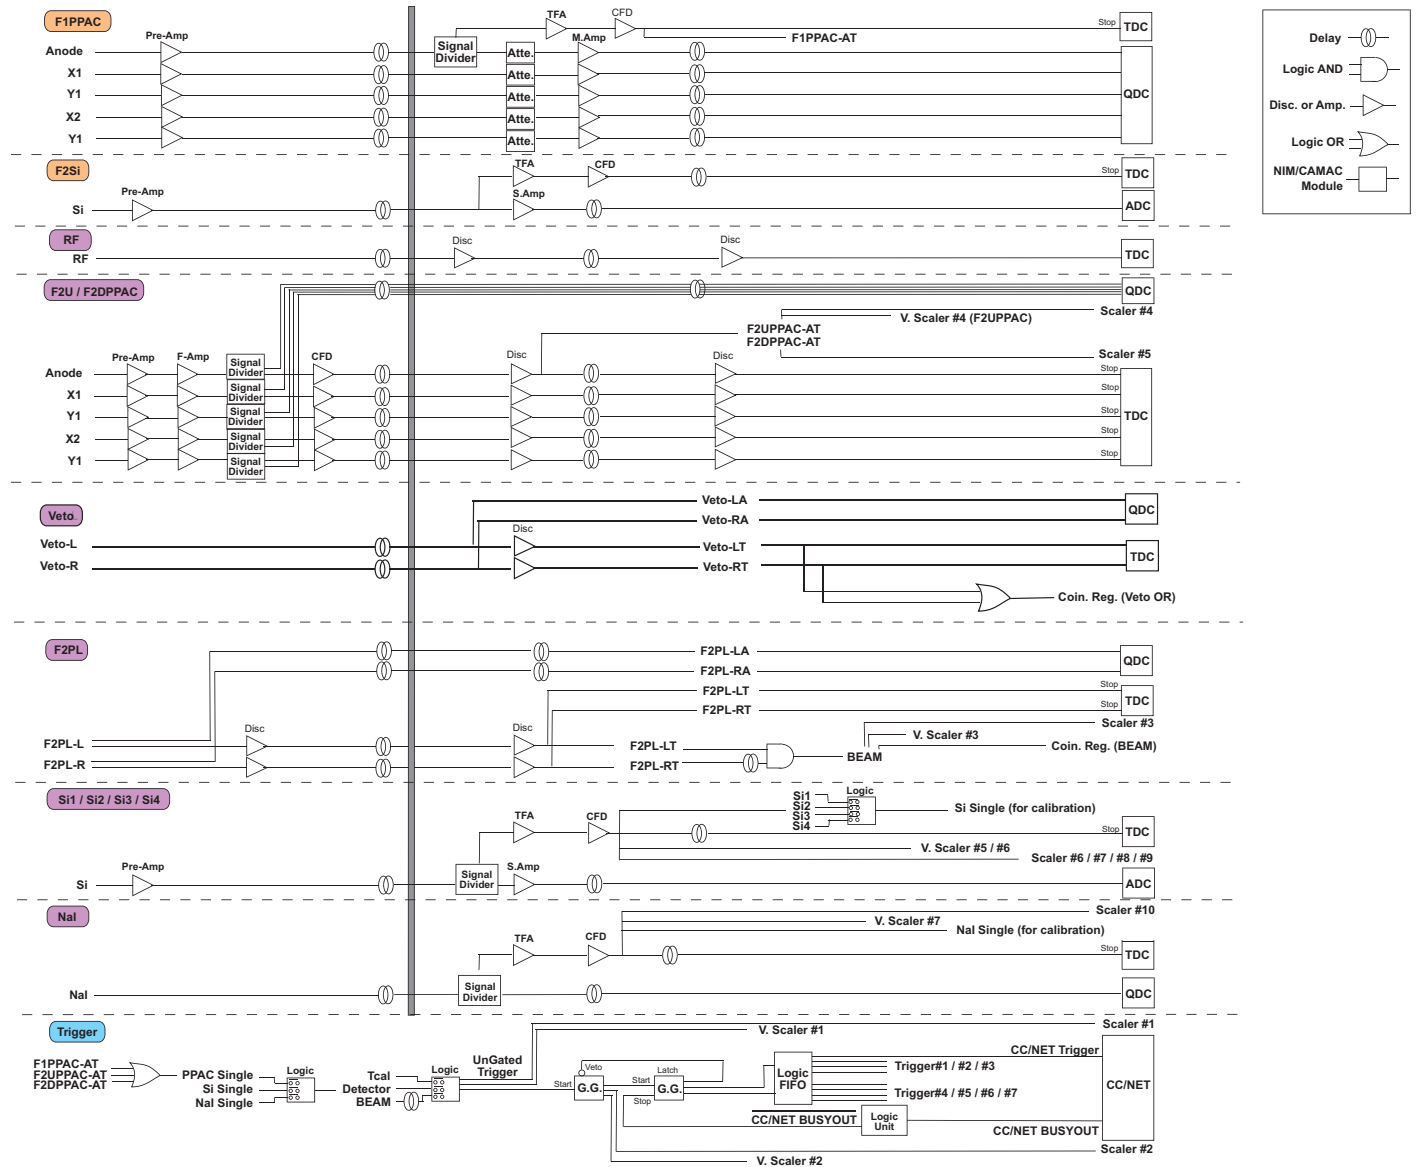 F1PPAC
TFA
CFD
Stop
TDC
F1PPAC-AT
Pre-Amp
Signal
Divider
M.Amp
Anode
Atte.
X1
Atte.
Y1
Atte.
QDC
X2
Atte.
Y1
Atte.
Delay
Logic AND
Disc. or Amp.
Logic OR
NIM/CAMAC
Module
F2Si
TFA
CFD
Stop
TDC
Pre-Amp
S.Amp
Si
ADC
RF
Disc
Disc
RF
TDC
F2U / F2DPPAC
QDC
Scaler #4
V. Scaler #4 (F2UPPAC)
F2UPPAC-AT
F2DPPAC-AT
Scaler #5
Pre-Amp
F-Amp
Signal
Divider
CFD
Disc
Disc
Anode
Stop
X1
Signal
Divider
Stop
Y1
Signal
Divider
Stop
TDC
X2
Signal
Divider
Stop
Y1
Signal
Divider
Stop
Veto
Veto-LA
QDC
Veto-RA
Disc
Veto-L
Veto-LT
TDC
Veto-R
Veto-RT
Coin. Reg. (Veto OR)
F2PL
F2PL-LA
QDC
F2PL-RA
F2PL-LT
Stop
TDC
F2PL-RT
Stop
Scaler #3
Disc
Disc
V. Scaler #3
F2PL-L
F2PL-LT
Coin. Reg. (BEAM)
F2PL-R
F2PL-RT
BEAM
Si1 / Si2 / Si3 / Si4
Si1
Si2
Si3
Si4
Logic
Si Single (for calibration)
TFA
CFD
Stop
TDC
V. Scaler #5 / #6
Scaler #6 / #7 / #8 / #9
Pre-Amp
Signal
Divider
S.Amp
Si
ADC
NaI
Scaler #10
V. Scaler #7
NaI Single (for calibration)
TFA
CFD
Stop
TDC
NaI
Signal
Divider
QDC
Trigger
Scaler #1
V. Scaler #1
F1PPAC-AT
F2UPPAC-AT
F2DPPAC-AT
PPAC Single
Si Single
NaI Single
Logic
Tcal
Detector
BEAM
Logic
UnGated
Trigger
Veto
Start
G.G.
Latch
Start
G.G.
Stop
Logic
FIFO
CC/NET Trigger
Trigger#1 / #2 / #3
Trigger#4 / #5 / #6 / #7
CC/NET
CC/NET BUSYOUT
Logic
Unit
CC/NET BUSYOUT
Scaler #2
V. Scaler #2